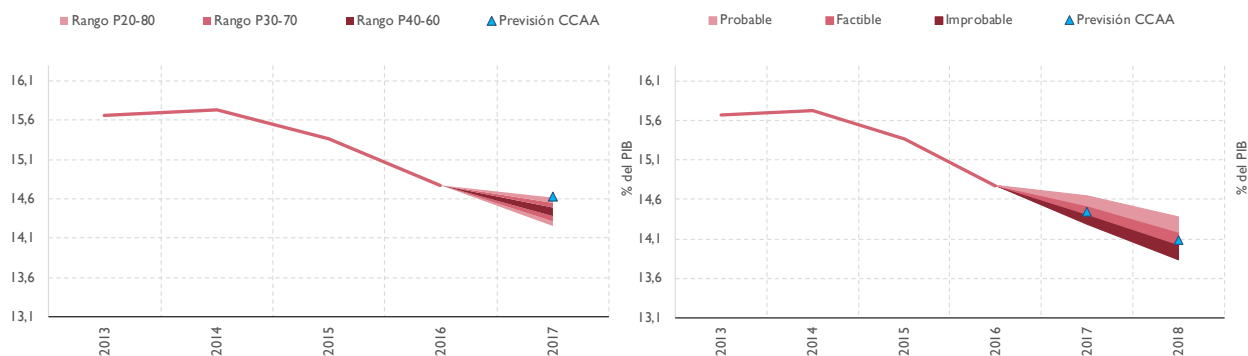 Rango P20-80 Rango P30-70 Rango P40-60 Previsión CCAA
16,1
15,6
15,1
14,6
14,1
13,6
13,1
% del PIB
2013 2014 2015 2016 2017
Probable Factible Improbable Previsión CCAA
16,1
15,6
15,1
14,6
14,1
13,6
13,1
% del PIB
2013 2014 2015 2016 2017 2018